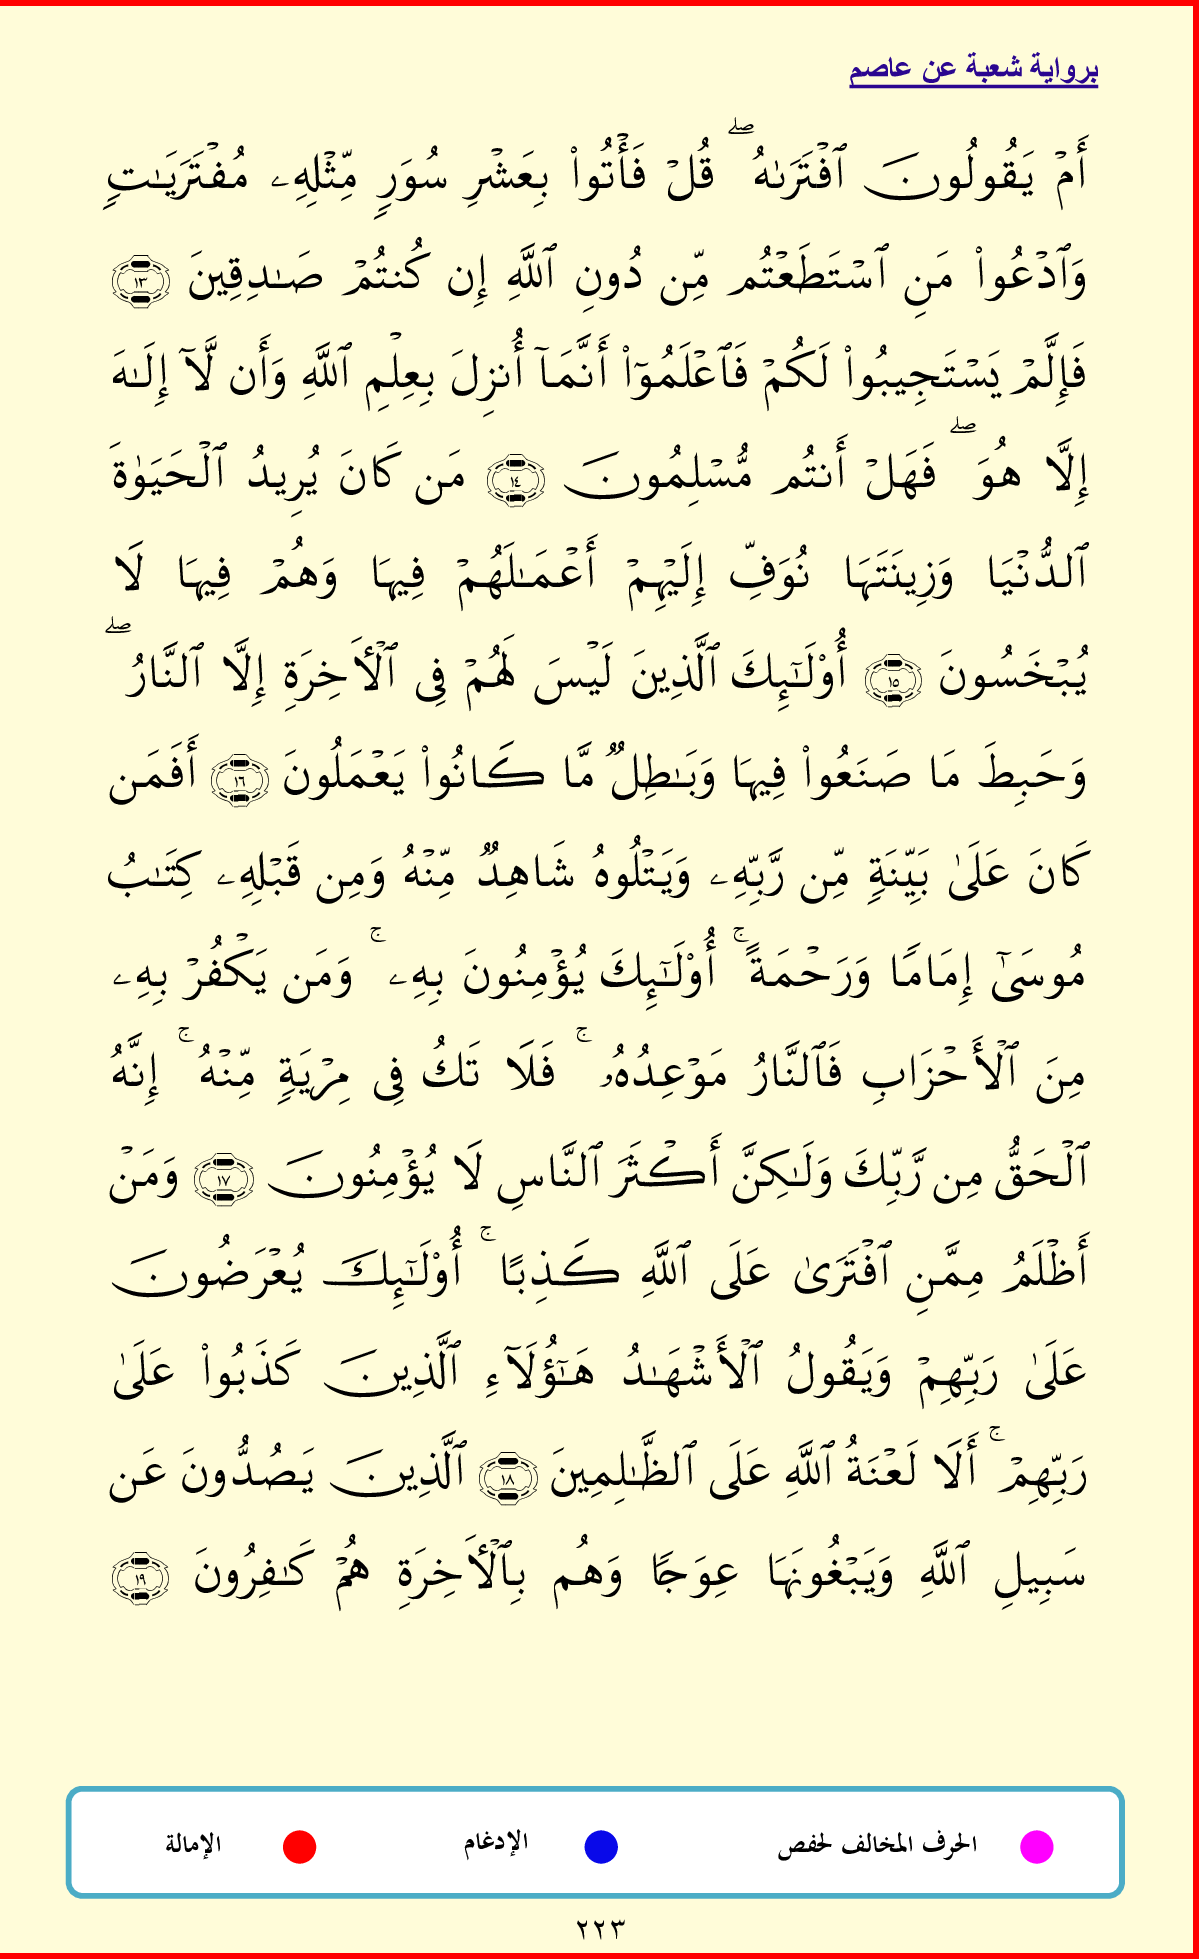 برواية شعبة عن عاصم
أَمۡ يَقُولُونَ ٱفۡتَرَىٰهُۖ قُلۡ فَأۡتُواْ بِعَشۡرِ سُوَرٖ مِّثۡلِهِۦ مُفۡتَرَيَٰتٖ
وَٱدۡعُواْ مَنِ ٱسۡتَطَعۡتُم مِّن دُونِ ٱللَّهِ إِن كُنتُمۡ صَٰدِقِينَ ١٣
فَإِلَّمۡ يَسۡتَجِيبُواْ لَكُمۡ فَٱعۡلَمُوٓاْ أَنَّمَآ أُنزِلَ بِعِلۡمِ ٱللَّهِ وَأَن لَّآ إِلَٰهَ
إِلَّا هُوَۖ فَهَلۡ أَنتُم مُّسۡلِمُونَ ١٤ مَن كَانَ يُرِيدُ ٱلۡحَيَوٰةَ
ٱلدُّنۡيَا وَزِينَتَهَا نُوَفِّ إِلَيۡهِمۡ أَعۡمَٰلَهُمۡ فِيهَا وَهُمۡ فِيهَا لَا
يُبۡخَسُونَ ١٥ أُوْلَٰٓئِكَ ٱلَّذِينَ لَيۡسَ لَهُمۡ فِي ٱلۡأٓخِرَةِ إِلَّا ٱلنَّارُۖ
وَحَبِطَ مَا صَنَعُواْ فِيهَا وَبَٰطِلٞ مَّا كَانُواْ يَعۡمَلُونَ ١٦ أَفَمَن
كَانَ عَلَىٰ بَيِّنَةٖ مِّن رَّبِّهِۦ وَيَتۡلُوهُ شَاهِدٞ مِّنۡهُ وَمِن قَبۡلِهِۦ كِتَٰبُ
مُوسَىٰٓ إِمَامٗا وَرَحۡمَةًۚ أُوْلَٰٓئِكَ يُؤۡمِنُونَ بِهِۦۚ وَمَن يَكۡفُرۡ بِهِۦ
مِنَ ٱلۡأَحۡزَابِ فَٱلنَّارُ مَوۡعِدُهُۥۚ فَلَا تَكُ فِي مِرۡيَةٖ مِّنۡهُۚ إِنَّهُ
ٱلۡحَقُّ مِن رَّبِّكَ وَلَٰكِنَّ أَكۡثَرَ ٱلنَّاسِ لَا يُؤۡمِنُونَ ١٧ وَمَنۡ
أَظۡلَمُ مِمَّنِ ٱفۡتَرَىٰ عَلَى ٱللَّهِ كَذِبًاۚ أُوْلَٰٓئِكَ يُعۡرَضُونَ
عَلَىٰ رَبِّهِمۡ وَيَقُولُ ٱلۡأَشۡهَٰدُ هَٰٓؤُلَآءِ ٱلَّذِينَ كَذَبُواْ عَلَىٰ
رَبِّهِمۡۚ أَلَا لَعۡنَةُ ٱللَّهِ عَلَى ٱلظَّٰلِمِينَ ١٨ ٱلَّذِينَ يَصُدُّونَ عَن
سَبِيلِ ٱللَّهِ وَيَبۡغُونَهَا عِوَجٗا وَهُم بِٱلۡأٓخِرَةِ هُمۡ كَٰفِرُونَ ١٩
الحرف المخالف لحفص الإدغام الإمالة
٢٢٣